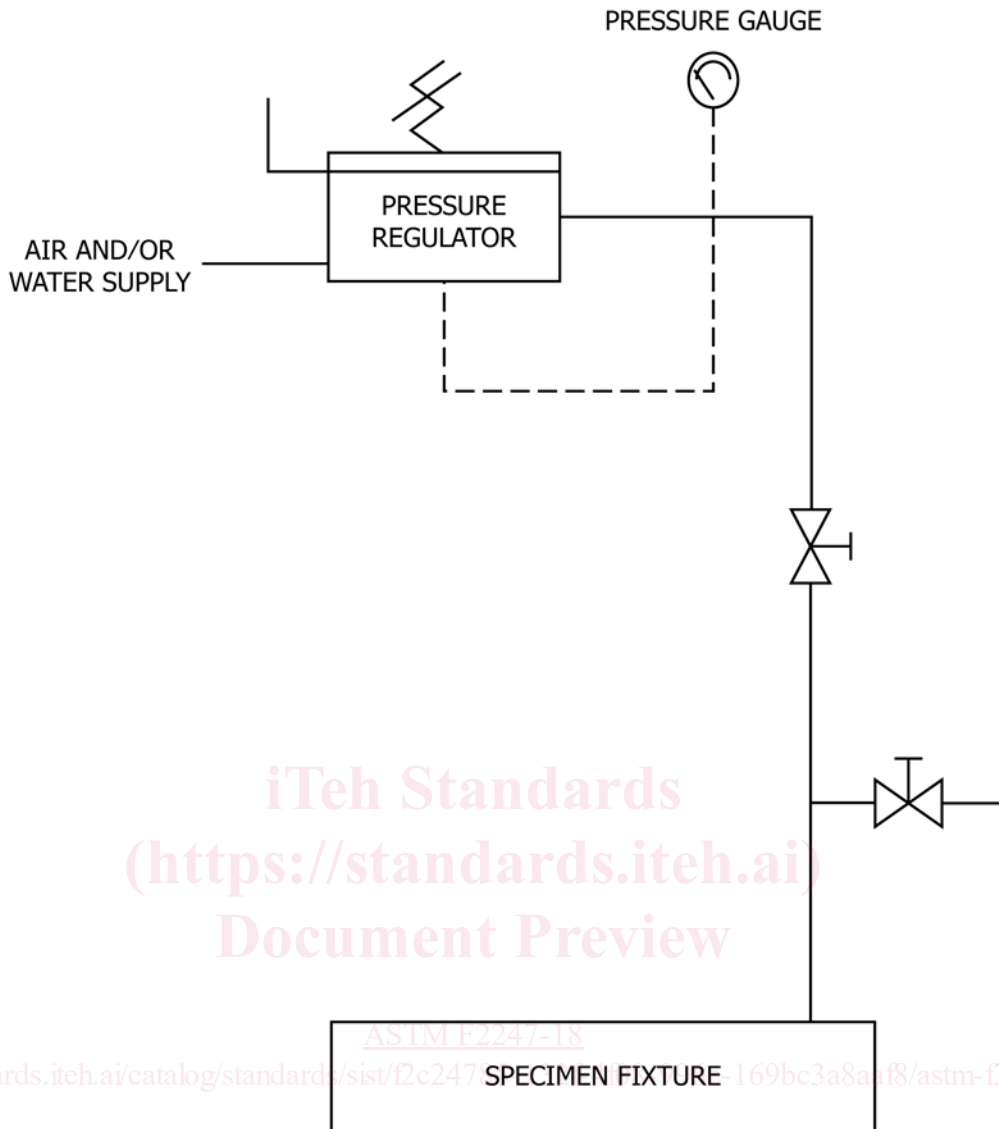 PRESSURE GAUGE
PRESSURE
REGULATOR
AIR AND/OR
WATER SUPPLY
iTeh Standards
(https://standards.iteh.ai)
Document Preview
ASTM F2247-18
SPECIMEN FIXTURE